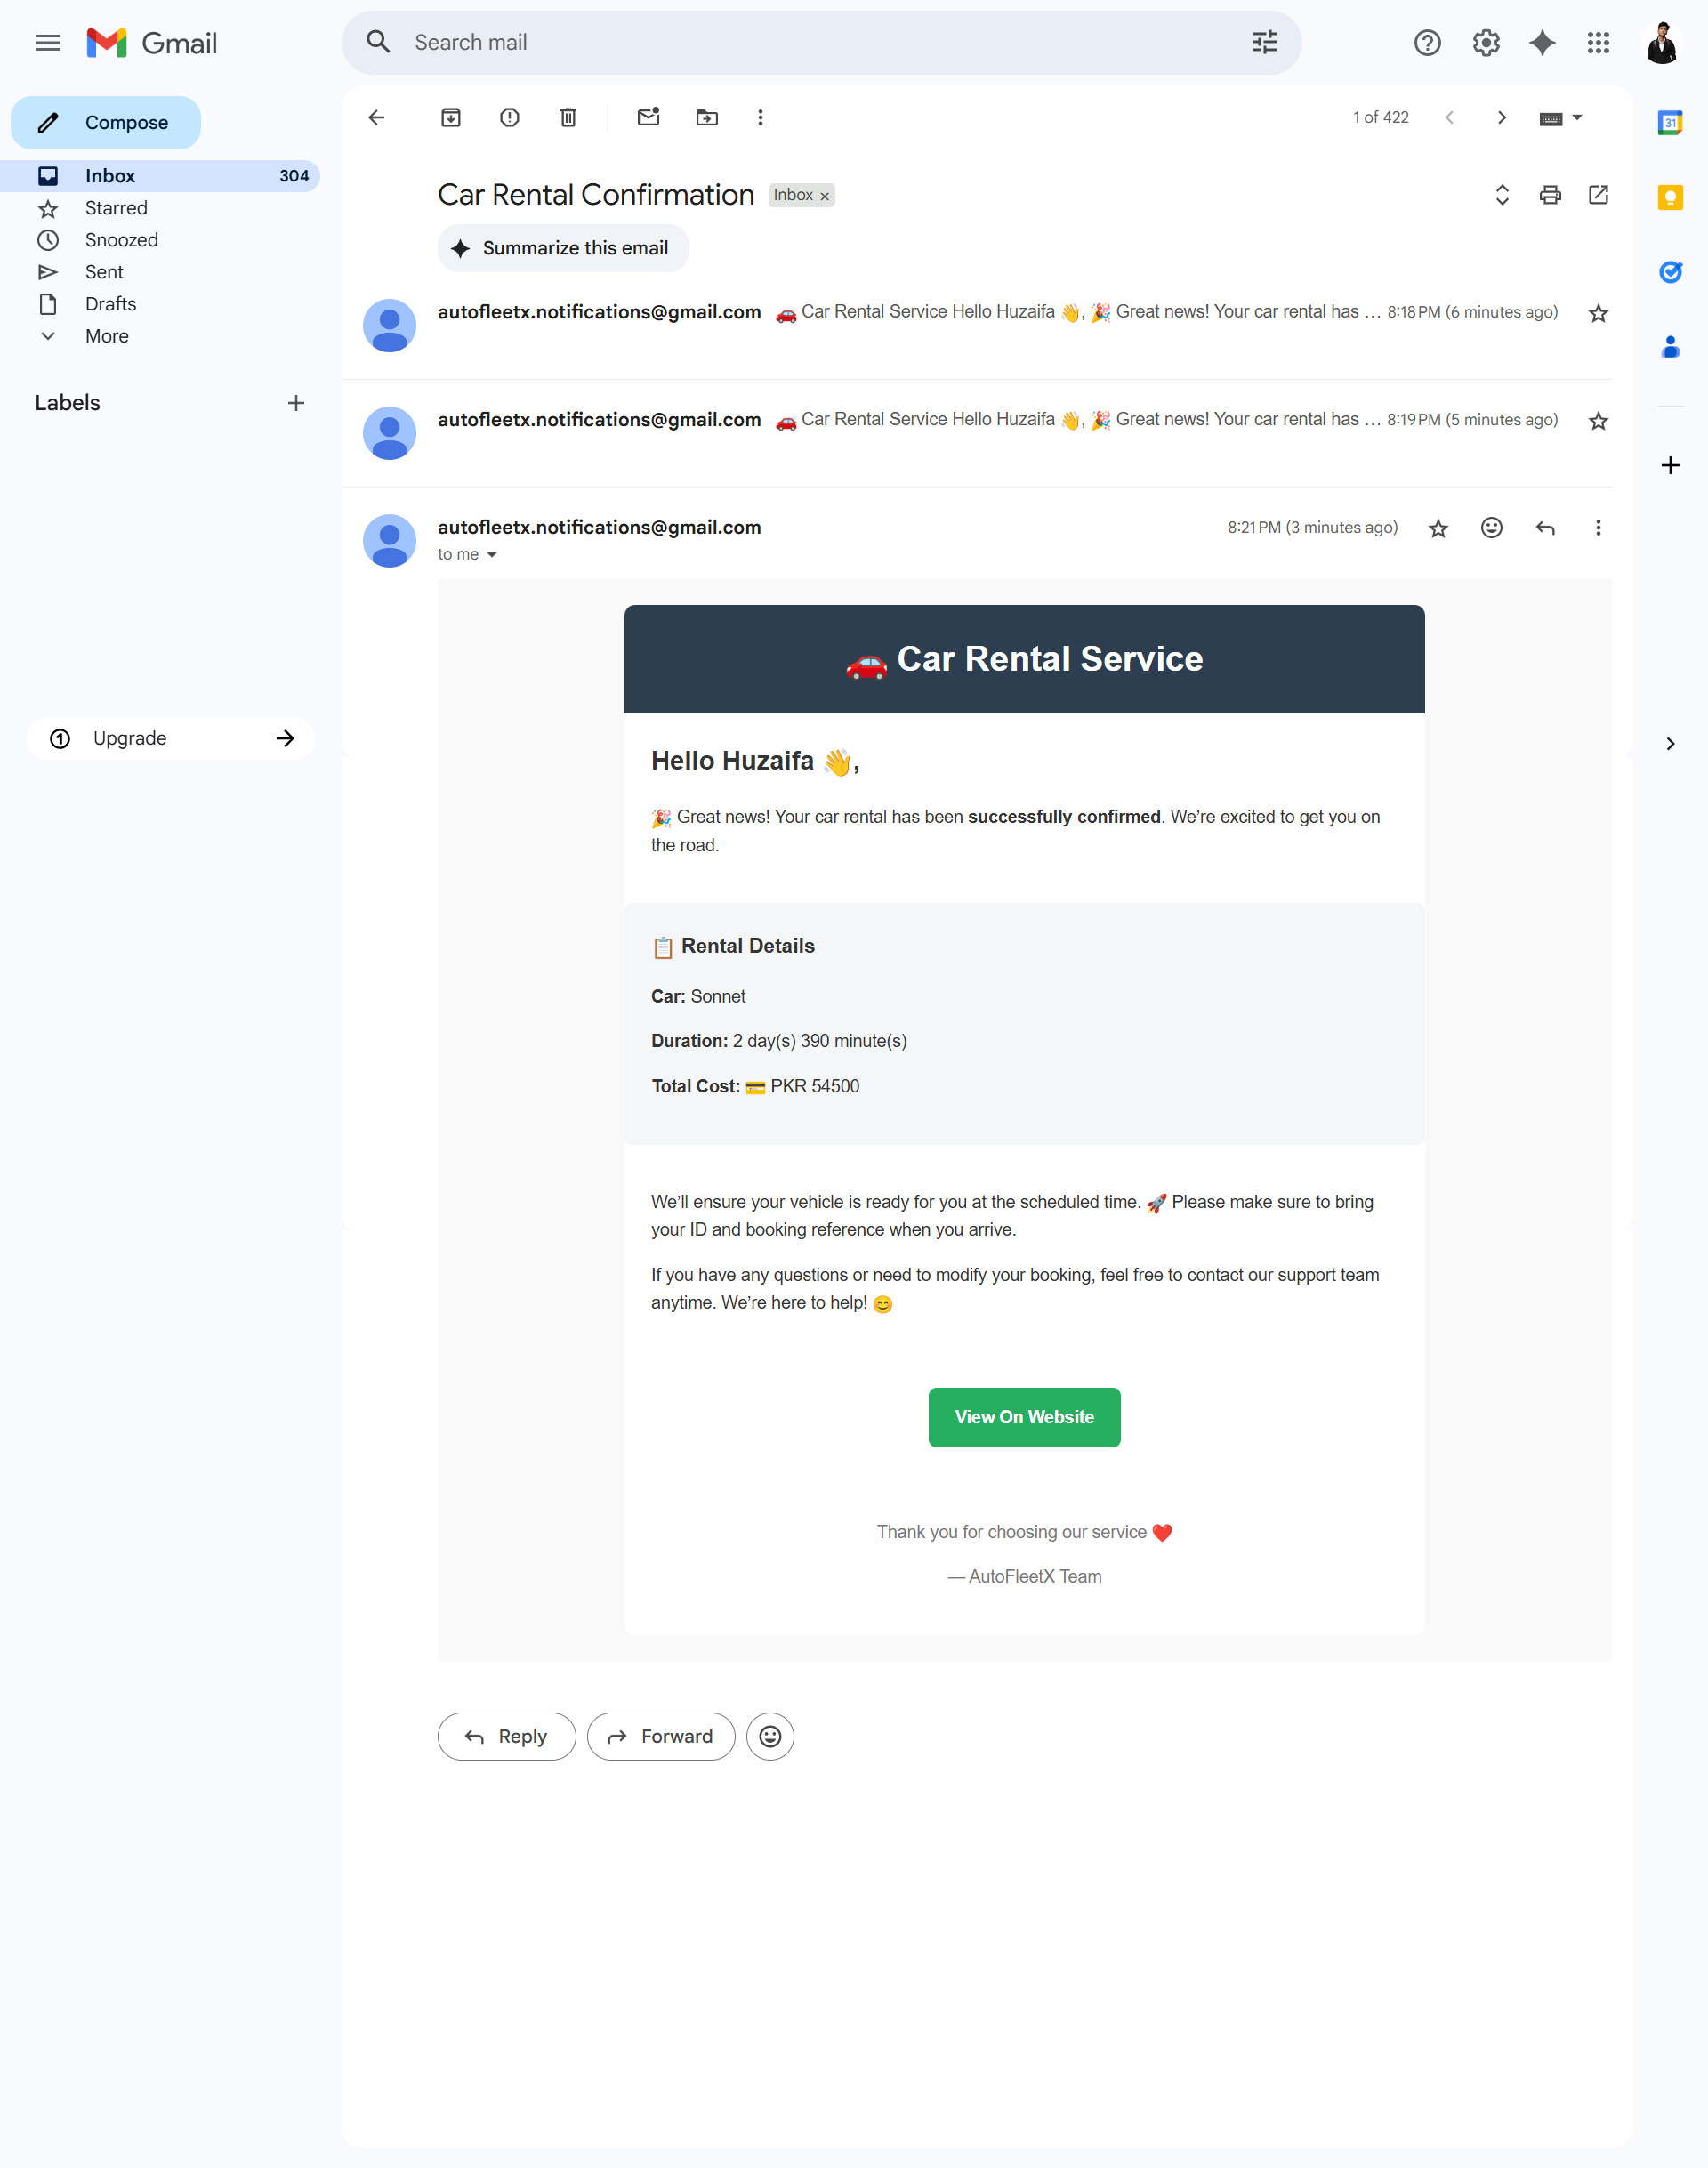 Gmail
Search mail
Compose
Inbox 304
Starred
Snoozed
Sent
Drafts
More
Labels
Upgrade
1 of 422
31
Car Rental Confirmation Inbox ×
Summarize this email
autofleetx.notifications@gmail.com 🚗 Car Rental Service Hello Huzaifa 👋, 🎉 Great news! Your car rental has … 8:18 PM (6 minutes ago)
autofleetx.notifications@gmail.com 🚗 Car Rental Service Hello Huzaifa 👋, 🎉 Great news! Your car rental has … 8:19 PM (5 minutes ago)
autofleetx.notifications@gmail.com 8:21 PM (3 minutes ago)
to me
🚗 Car Rental Service
Hello Huzaifa 👋,
🎉 Great news! Your car rental has been successfully confirmed. We’re excited to get you on
the road.
📋 Rental Details
Car: Sonnet
Duration: 2 day(s) 390 minute(s)
Total Cost: 💳 PKR 54500
We’ll ensure your vehicle is ready for you at the scheduled time. 🚀 Please make sure to bring
your ID and booking reference when you arrive.
If you have any questions or need to modify your booking, feel free to contact our support team
anytime. We’re here to help! 😊
View On Website
Thank you for choosing our service ❤️
— AutoFleetX Team
Reply
Forward